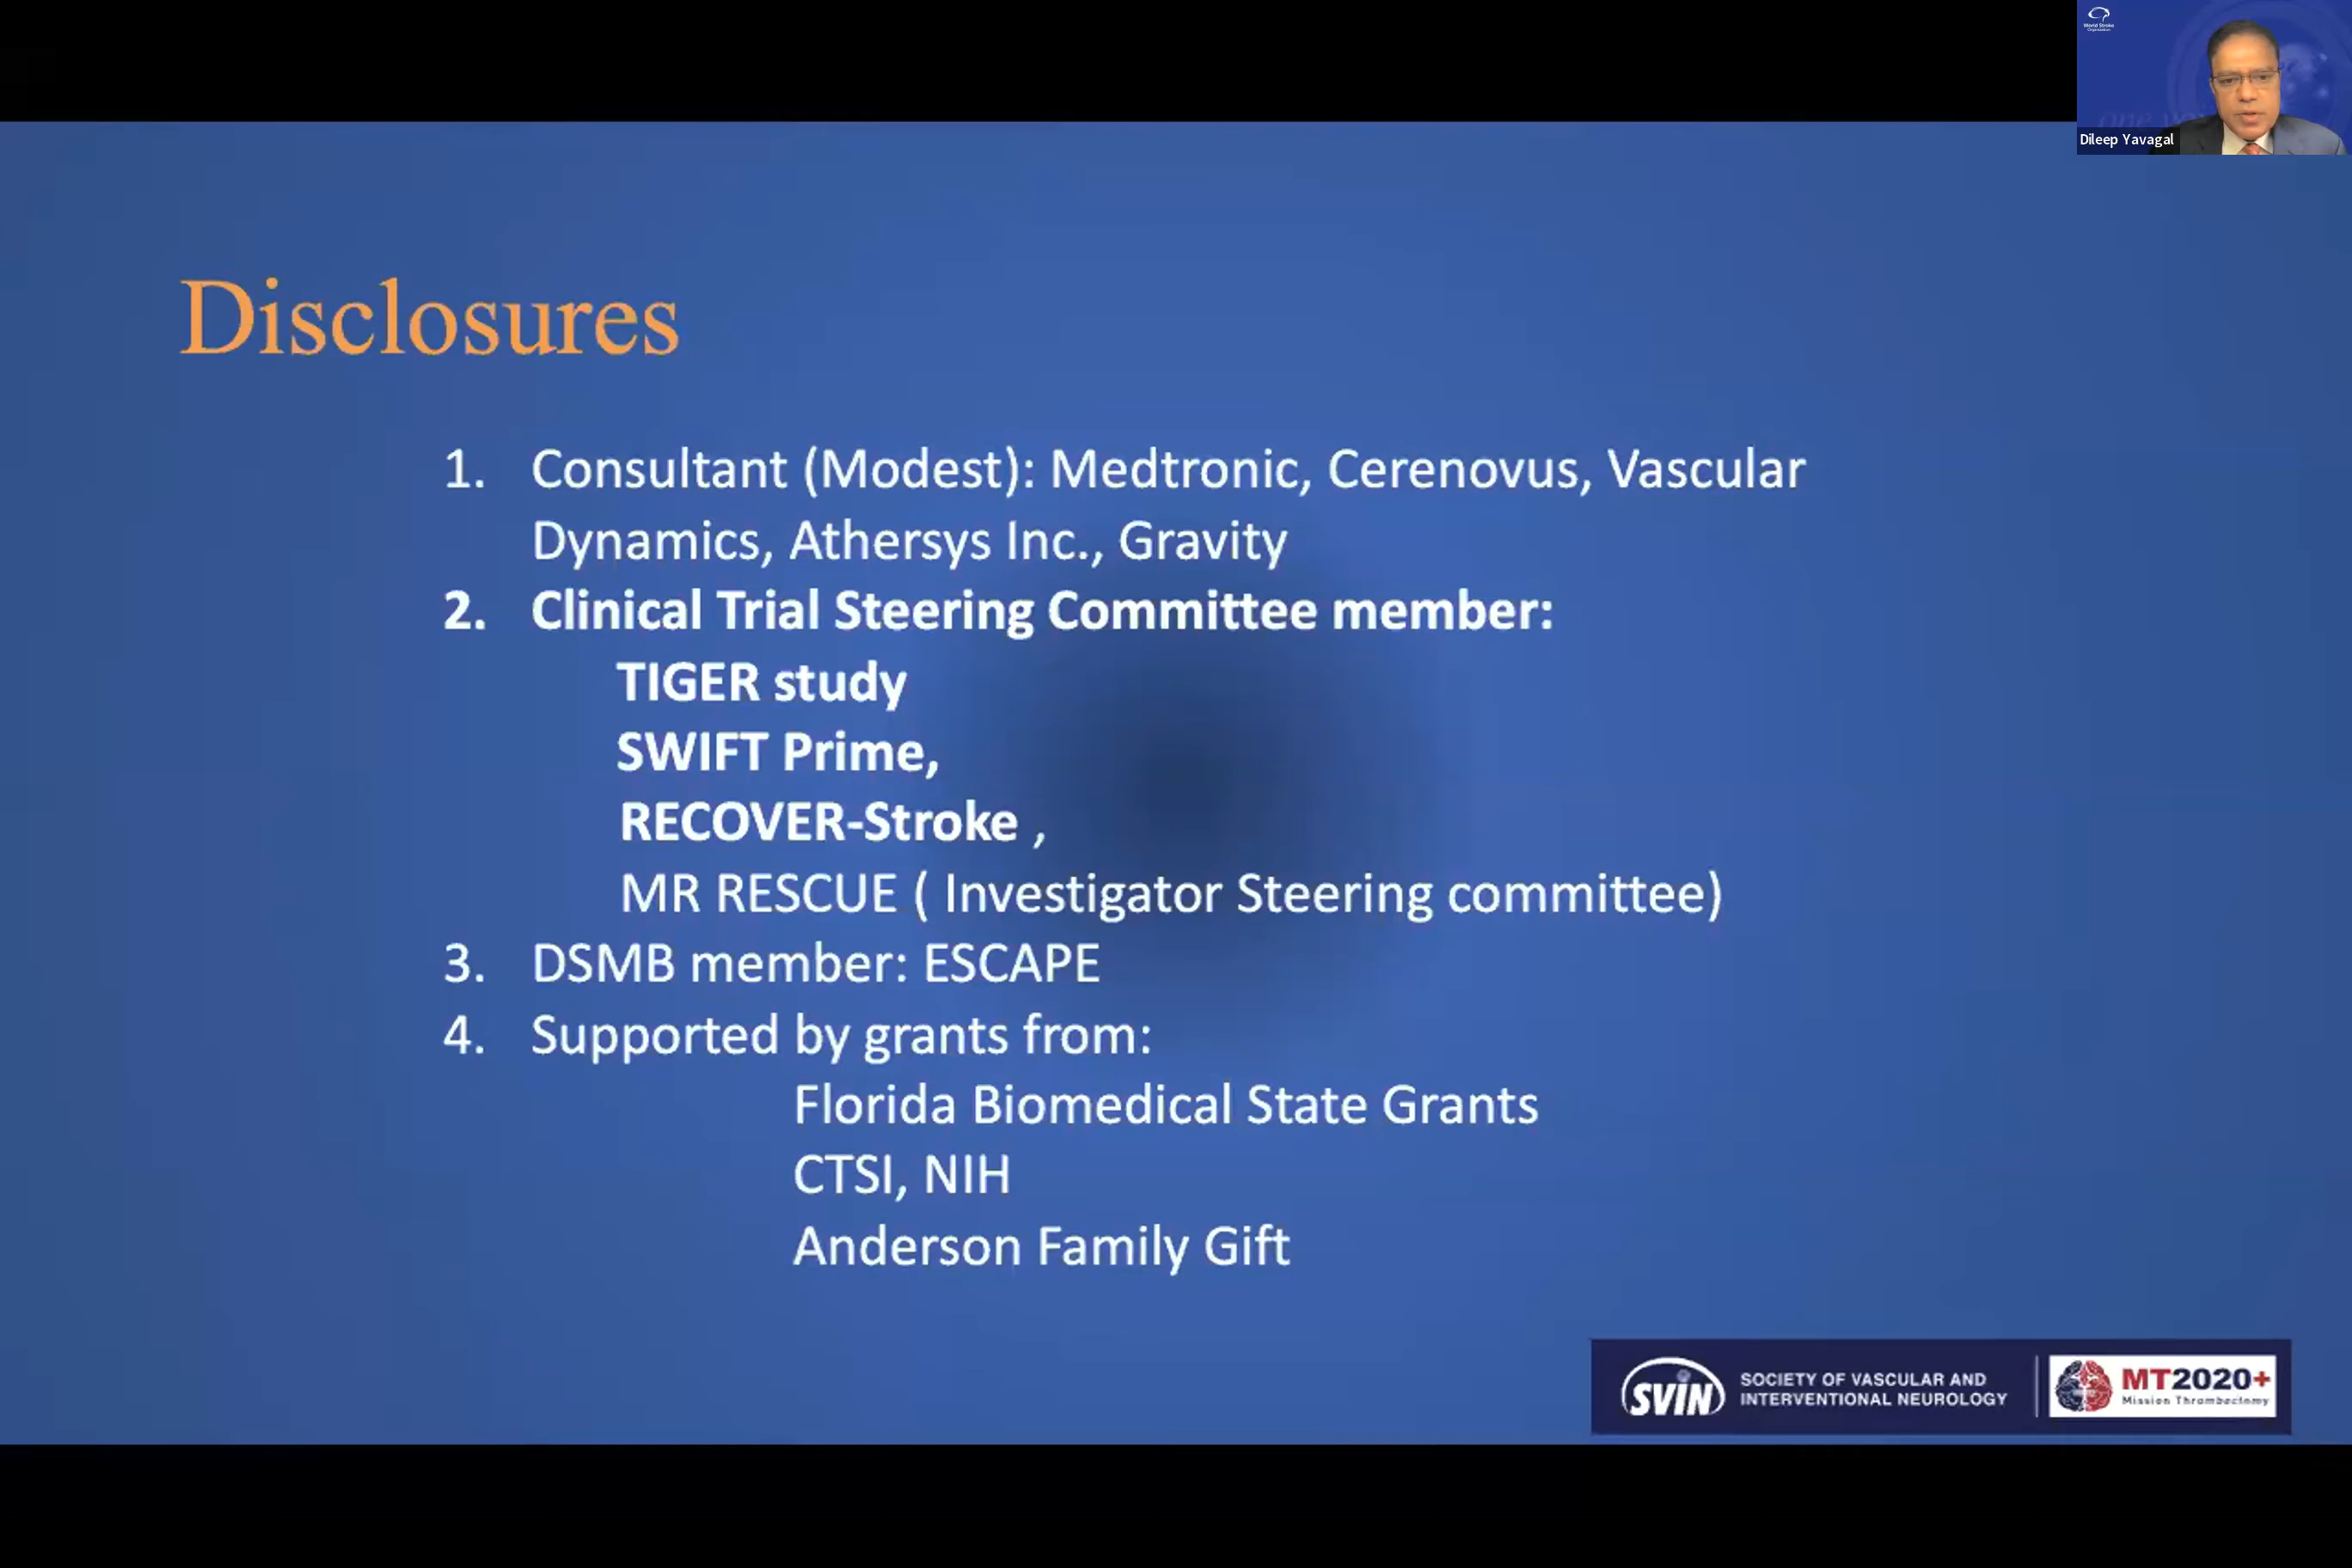 World Stroke
Organization
Dileep Yavagal
Disclosures
1. Consultant (Modest): Medtronic, Cerenovus, Vascular
Dynamics, Athersys Inc., Gravity
2. Clinical Trial Steering Committee member:
TIGER study
SWIFT Prime,
RECOVER-Stroke ,
MR RESCUE ( Investigator Steering committee)
3. DSMB member: ESCAPE
4. Supported by grants from:
Florida Biomedical State Grants
CTSI, NIH
Anderson Family Gift
SVIN
SOCIETY OF VASCULAR AND
INTERVENTIONAL NEUROLOGY
MT2020+
Mission Thrombectomy